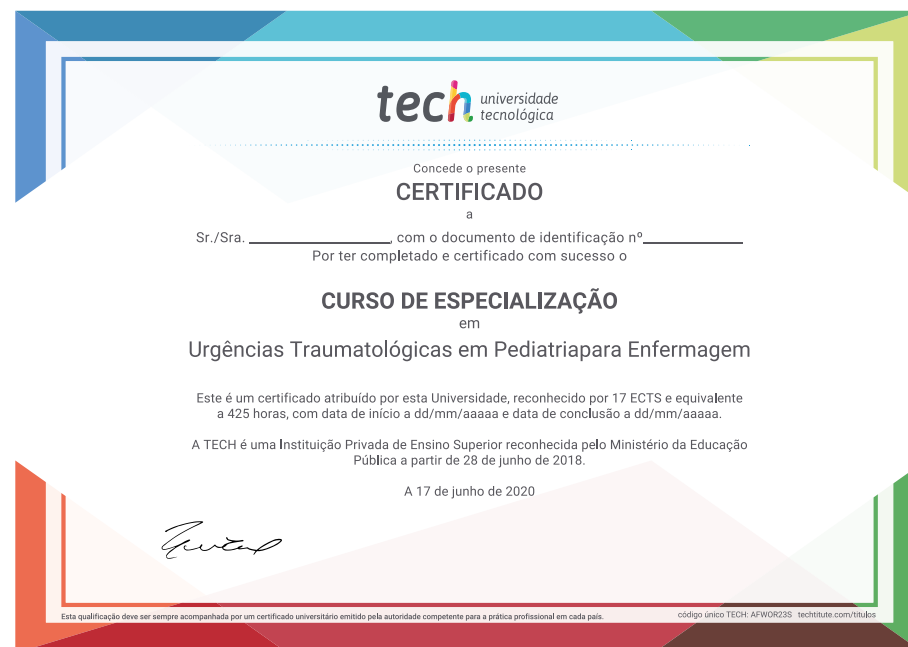 tech universidade
tecnológica
Concede o presente
CERTIFICADO
a
Sr./Sra. ____________________, com o documento de identificação nº______________
Por ter completado e certificado com sucesso o
CURSO DE ESPECIALIZAÇÃO
em
Urgências Traumatológicas em Pediatriapara Enfermagem
Este é um certificado atribuído por esta Universidade, reconhecido por 17 ECTS e equivalente
a 425 horas, com data de início a dd/mm/aaaaa e data de conclusão a dd/mm/aaaaa.
A TECH é uma Instituição Privada de Ensino Superior reconhecida pelo Ministério da Educação
Pública a partir de 28 de junho de 2018.
A 17 de junho de 2020
Esta qualificação deve ser sempre acompanhada por um certificado universitário emitido pela autoridade competente para a prática profissional em cada país.
código único TECH: AFWOR23S techtitute.com/titulos